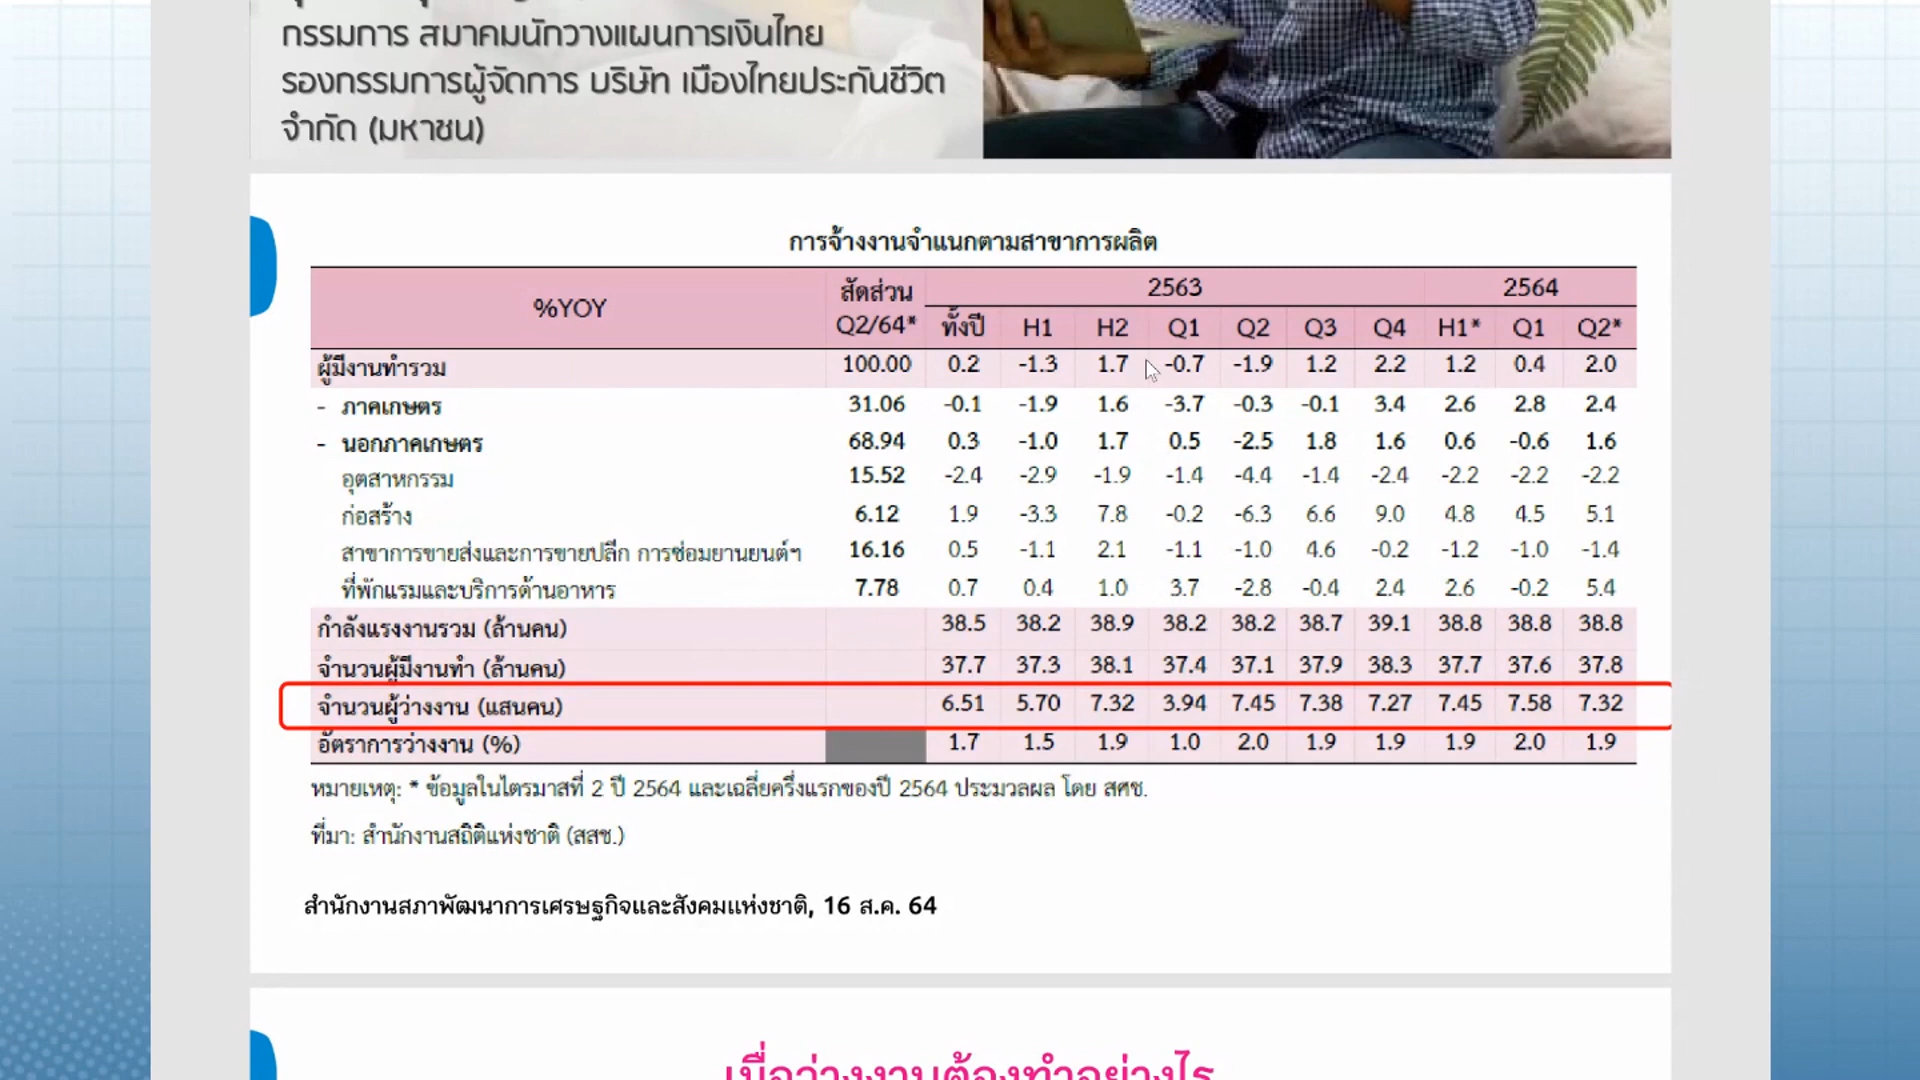 กรรมการ สมาคมนักวางแผนการเงินไทย
รองกรรมการผู้จัดการ บริษัท เมืองไทยประกันชีวิต
จำกัด (มหาชน)
การจ้างงานจำแนกตามสาขาการผลิต
%YOY สัดส่วน Q2/64* 2563 2564
ทั้งปี H1 H2 Q1 Q2 Q3 Q4 H1* Q1 Q2*
ผู้มีงานทำรวม 100.00 0.2 -1.3 1.7 -0.7 -1.9 1.2 2.2 1.2 0.4 2.0
- ภาคเกษตร 31.06 -0.1 -1.9 1.6 -3.7 -0.3 -0.1 3.4 2.6 2.8 2.4
- นอกภาคเกษตร 68.94 0.3 -1.0 1.7 0.5 -2.5 1.8 1.6 0.6 -0.6 1.6
อุตสาหกรรม 15.52 -2.4 -2.9 -1.9 -1.4 -4.4 -1.4 -2.4 -2.2 -2.2 -2.2
ก่อสร้าง 6.12 1.9 -3.3 7.8 -0.2 -6.3 6.6 9.0 4.8 4.5 5.1
สาขาการขายส่งและการขายปลีก การซ่อมยานยนต์ฯ 16.16 0.5 -1.1 2.1 -1.1 -1.0 4.6 -0.2 -1.2 -1.0 -1.4
ที่พักแรมและบริการด้านอาหาร 7.78 0.7 0.4 1.0 3.7 -2.8 -0.4 2.4 2.6 -0.2 5.4
กำลังแรงงานรวม (ล้านคน) 38.5 38.2 38.9 38.2 38.2 38.7 39.1 38.8 38.8 38.8
จำนวนผู้มีงานทำ (ล้านคน) 37.7 37.3 38.1 37.4 37.1 37.9 38.3 37.7 37.6 37.8
จำนวนผู้ว่างงาน (แสนคน) 6.51 5.70 7.32 3.94 7.45 7.38 7.27 7.45 7.58 7.32
อัตราการว่างงาน (%) 1.7 1.5 1.9 1.0 2.0 1.9 1.9 1.9 2.0 1.9
หมายเหตุ: * ข้อมูลในไตรมาสที่ 2 ปี 2564 และเฉลี่ยครึ่งแรกของปี 2564 ประมวลผล โดย สศช.
ที่มา: สำนักงานสถิติแห่งชาติ (สสช.)
สำนักงานสภาพัฒนาการเศรษฐกิจและสังคมแห่งชาติ, 16 ส.ค. 64
เมื่อว่างงานต้องทำอย่างไร